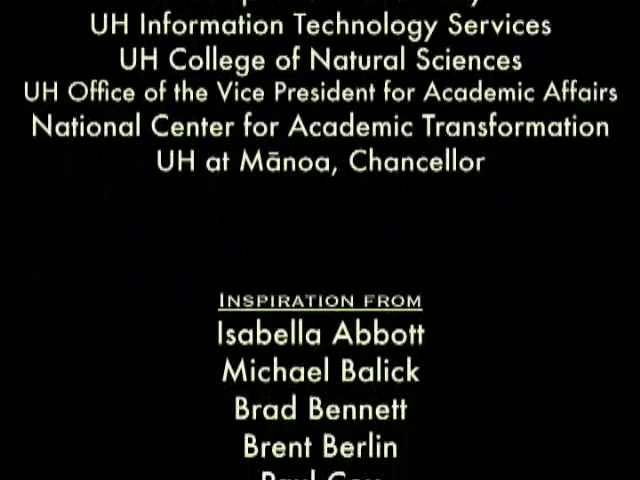 UH Information Technology Services
UH College of Natural Sciences
UH Office of the Vice President for Academic Affairs
National Center for Academic Transformation
UH at Mānoa, Chancellor
INSPIRATION FROM
Isabella Abbott
Michael Balick
Brad Bennett
Brent Berlin
Paul